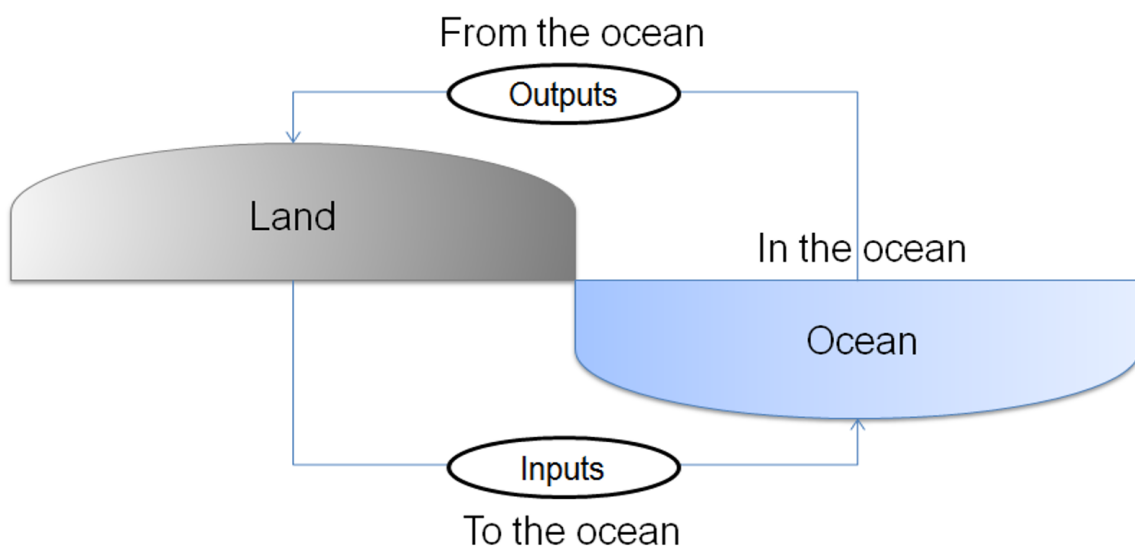 From the ocean
Outputs
Land
In the ocean
Ocean
Inputs
To the ocean